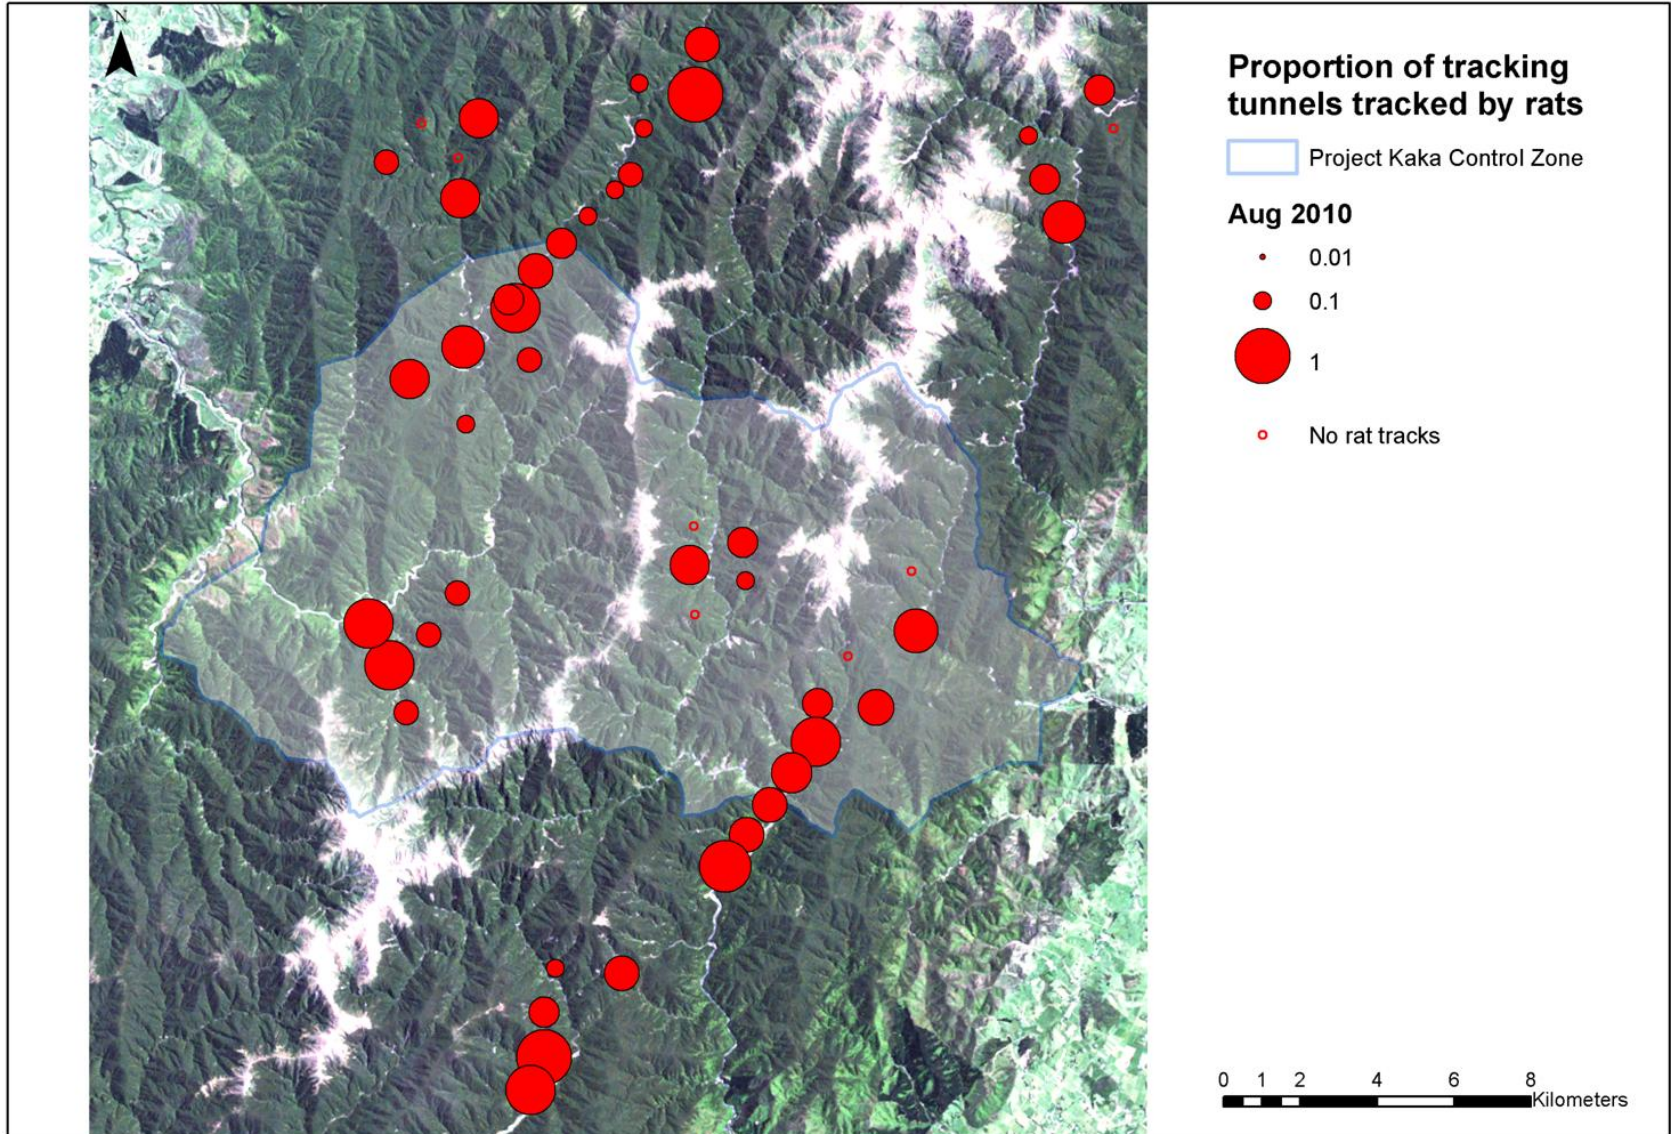 N
Proportion of tracking
tunnels tracked by rats
Project Kaka Control Zone
Aug 2010
0.01
0.1
1
No rat tracks
0 1 2 4 6 8
Kilometers